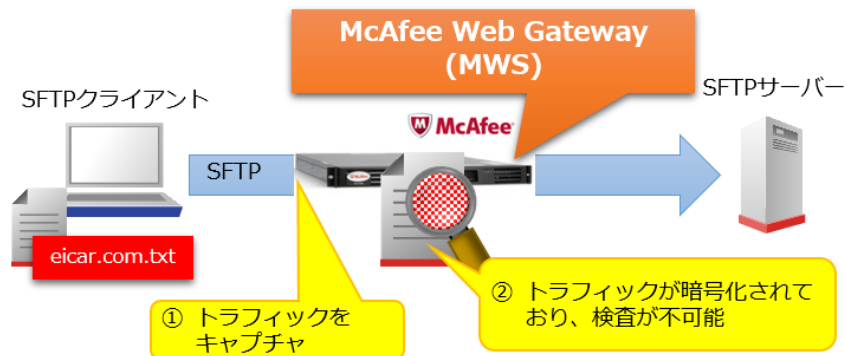 McAfee Web Gateway
(MWS)
SFTPクライアント
SFTPサーバー
McAfee
SFTP
eicar.com.txt
① トラフィックを
キャプチャ
② トラフィックが暗号化されて
おり、検査が不可能